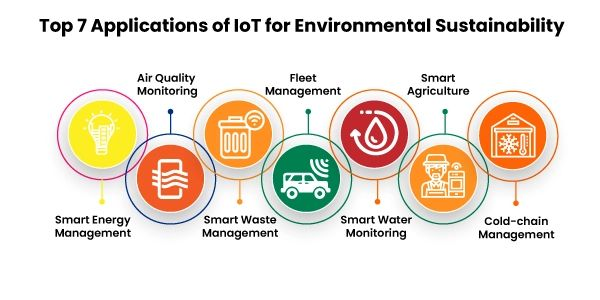 Top 7 Applications of IoT for Environmental Sustainability
Air Quality
Monitoring
Fleet
Management
Smart
Agriculture
Smart Energy
Management
Smart Waste
Management
Smart Water
Monitoring
Cold-chain
Management